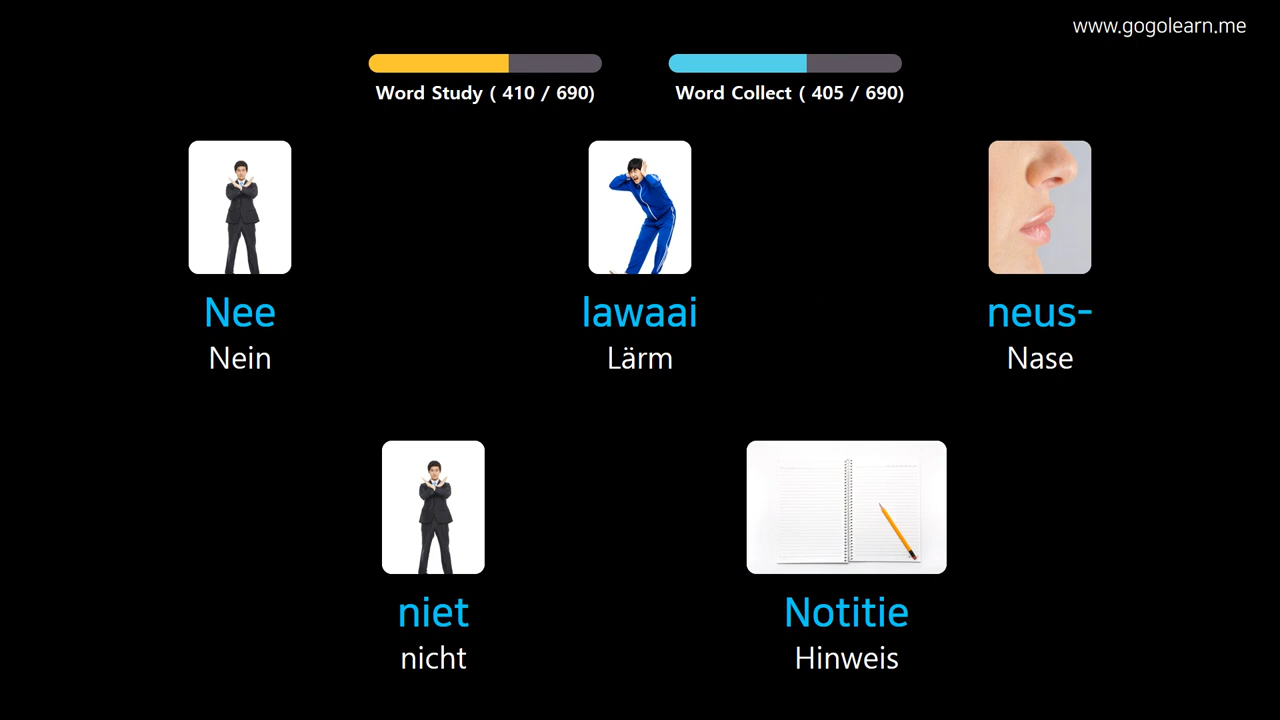 www.gogolearn.me
Word Study ( 410 / 690)
Word Collect ( 405 / 690)
Nee
Nein
lawaai
Lärm
neus-
Nase
niet
nicht
Notitie
Hinweis